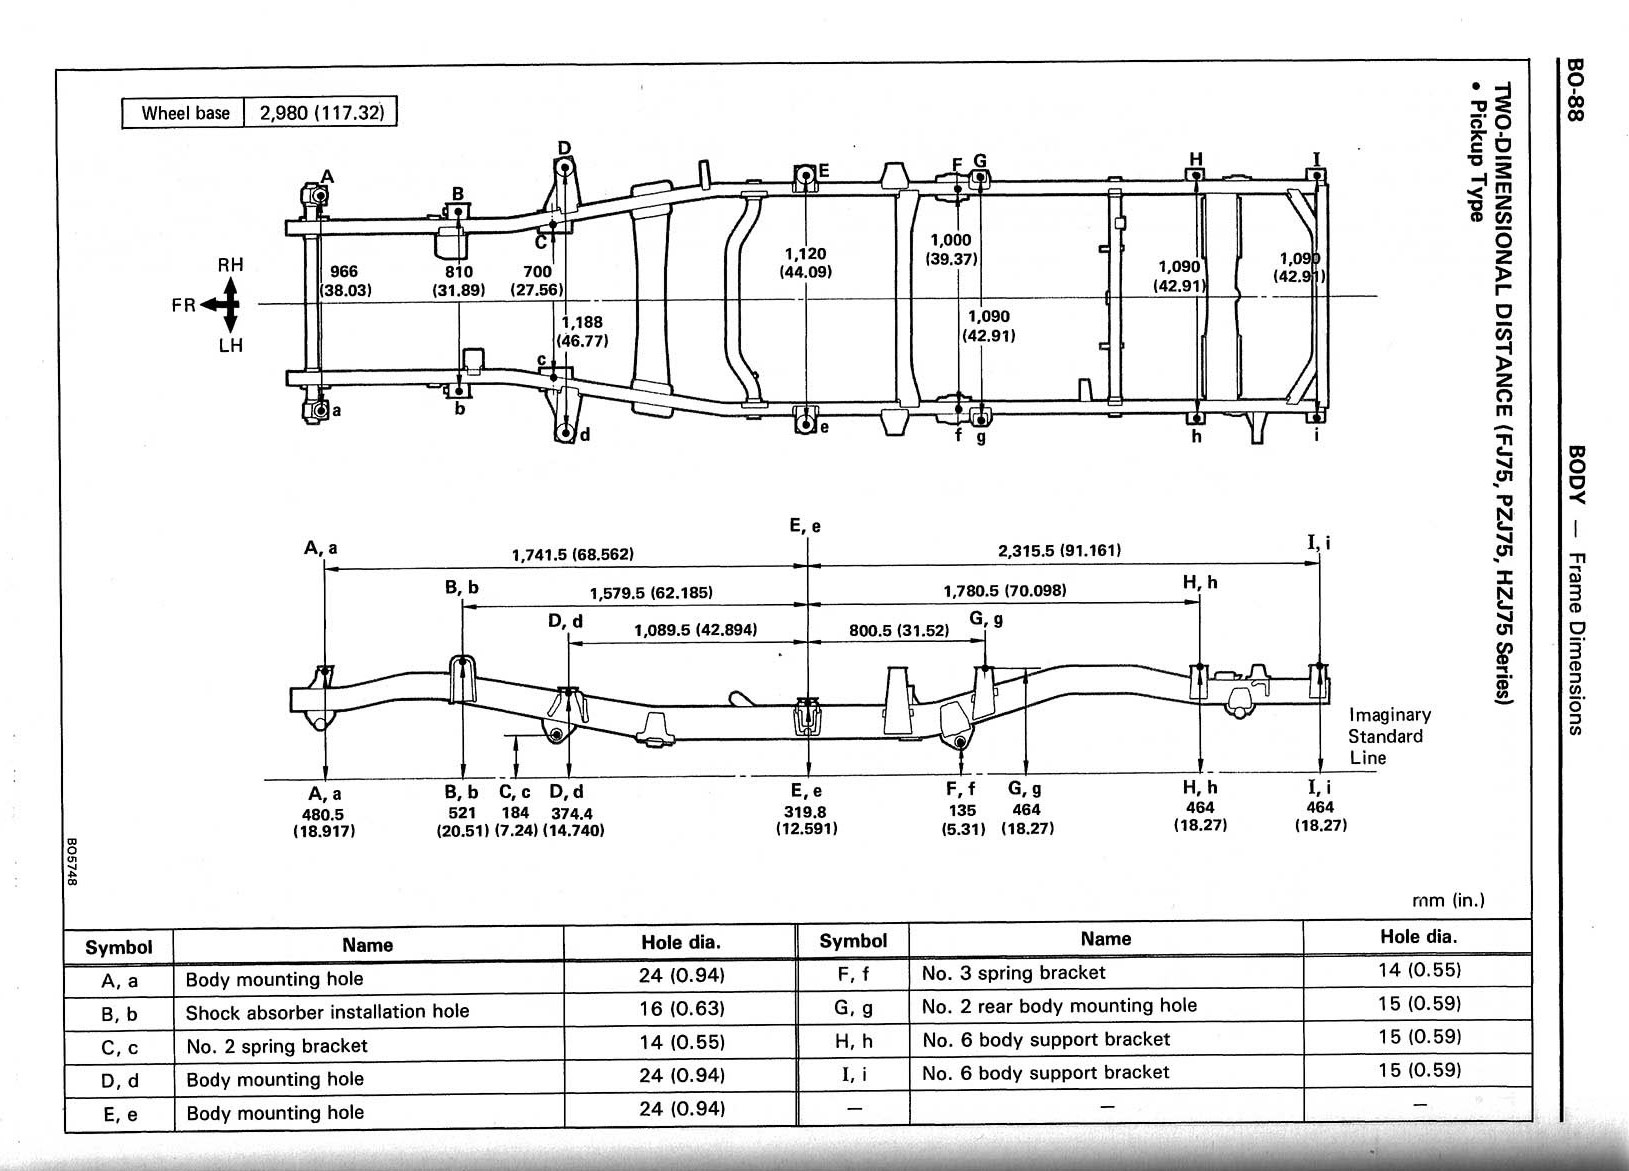 BO-88
BODY — Frame Dimensions
TWO-DIMENSIONAL DISTANCE (FJ75, PZJ75, HZJ75 Series)
• Pickup Type
Wheel base 2,980 (117.32)
A B C D E F G H I
RH
FR
LH
966
(38.03)
810
(31.89)
700
(27.56)
1,188
(46.77)
1,120
(44.09)
1,000
(39.37)
1,090
(42.91)
1,090
(42.91)
1,090
(42.91)
a b c d e f g h i
E, e
A, a 1,741.5 (68.562) 2,315.5 (91.161) I, i
B, b 1,579.5 (62.185) 1,780.5 (70.098) H, h
D, d 1,089.5 (42.894) 800.5 (31.52) G, g
Imaginary
Standard
Line
A, a B, b C, c D, d E, e F, f G, g H, h I, i
480.5 521 184 374.4 319.8 135 464 464 464
(18.917) (20.51) (7.24) (14.740) (12.591) (5.31) (18.27) (18.27) (18.27)
BO5748
mm (in.)
Symbol Name Hole dia. Symbol Name Hole dia.
A, a Body mounting hole 24 (0.94) F, f No. 3 spring bracket 14 (0.55)
B, b Shock absorber installation hole 16 (0.63) G, g No. 2 rear body mounting hole 15 (0.59)
C, c No. 2 spring bracket 14 (0.55) H, h No. 6 body support bracket 15 (0.59)
D, d Body mounting hole 24 (0.94) I, i No. 6 body support bracket 15 (0.59)
E, e Body mounting hole 24 (0.94) — — —